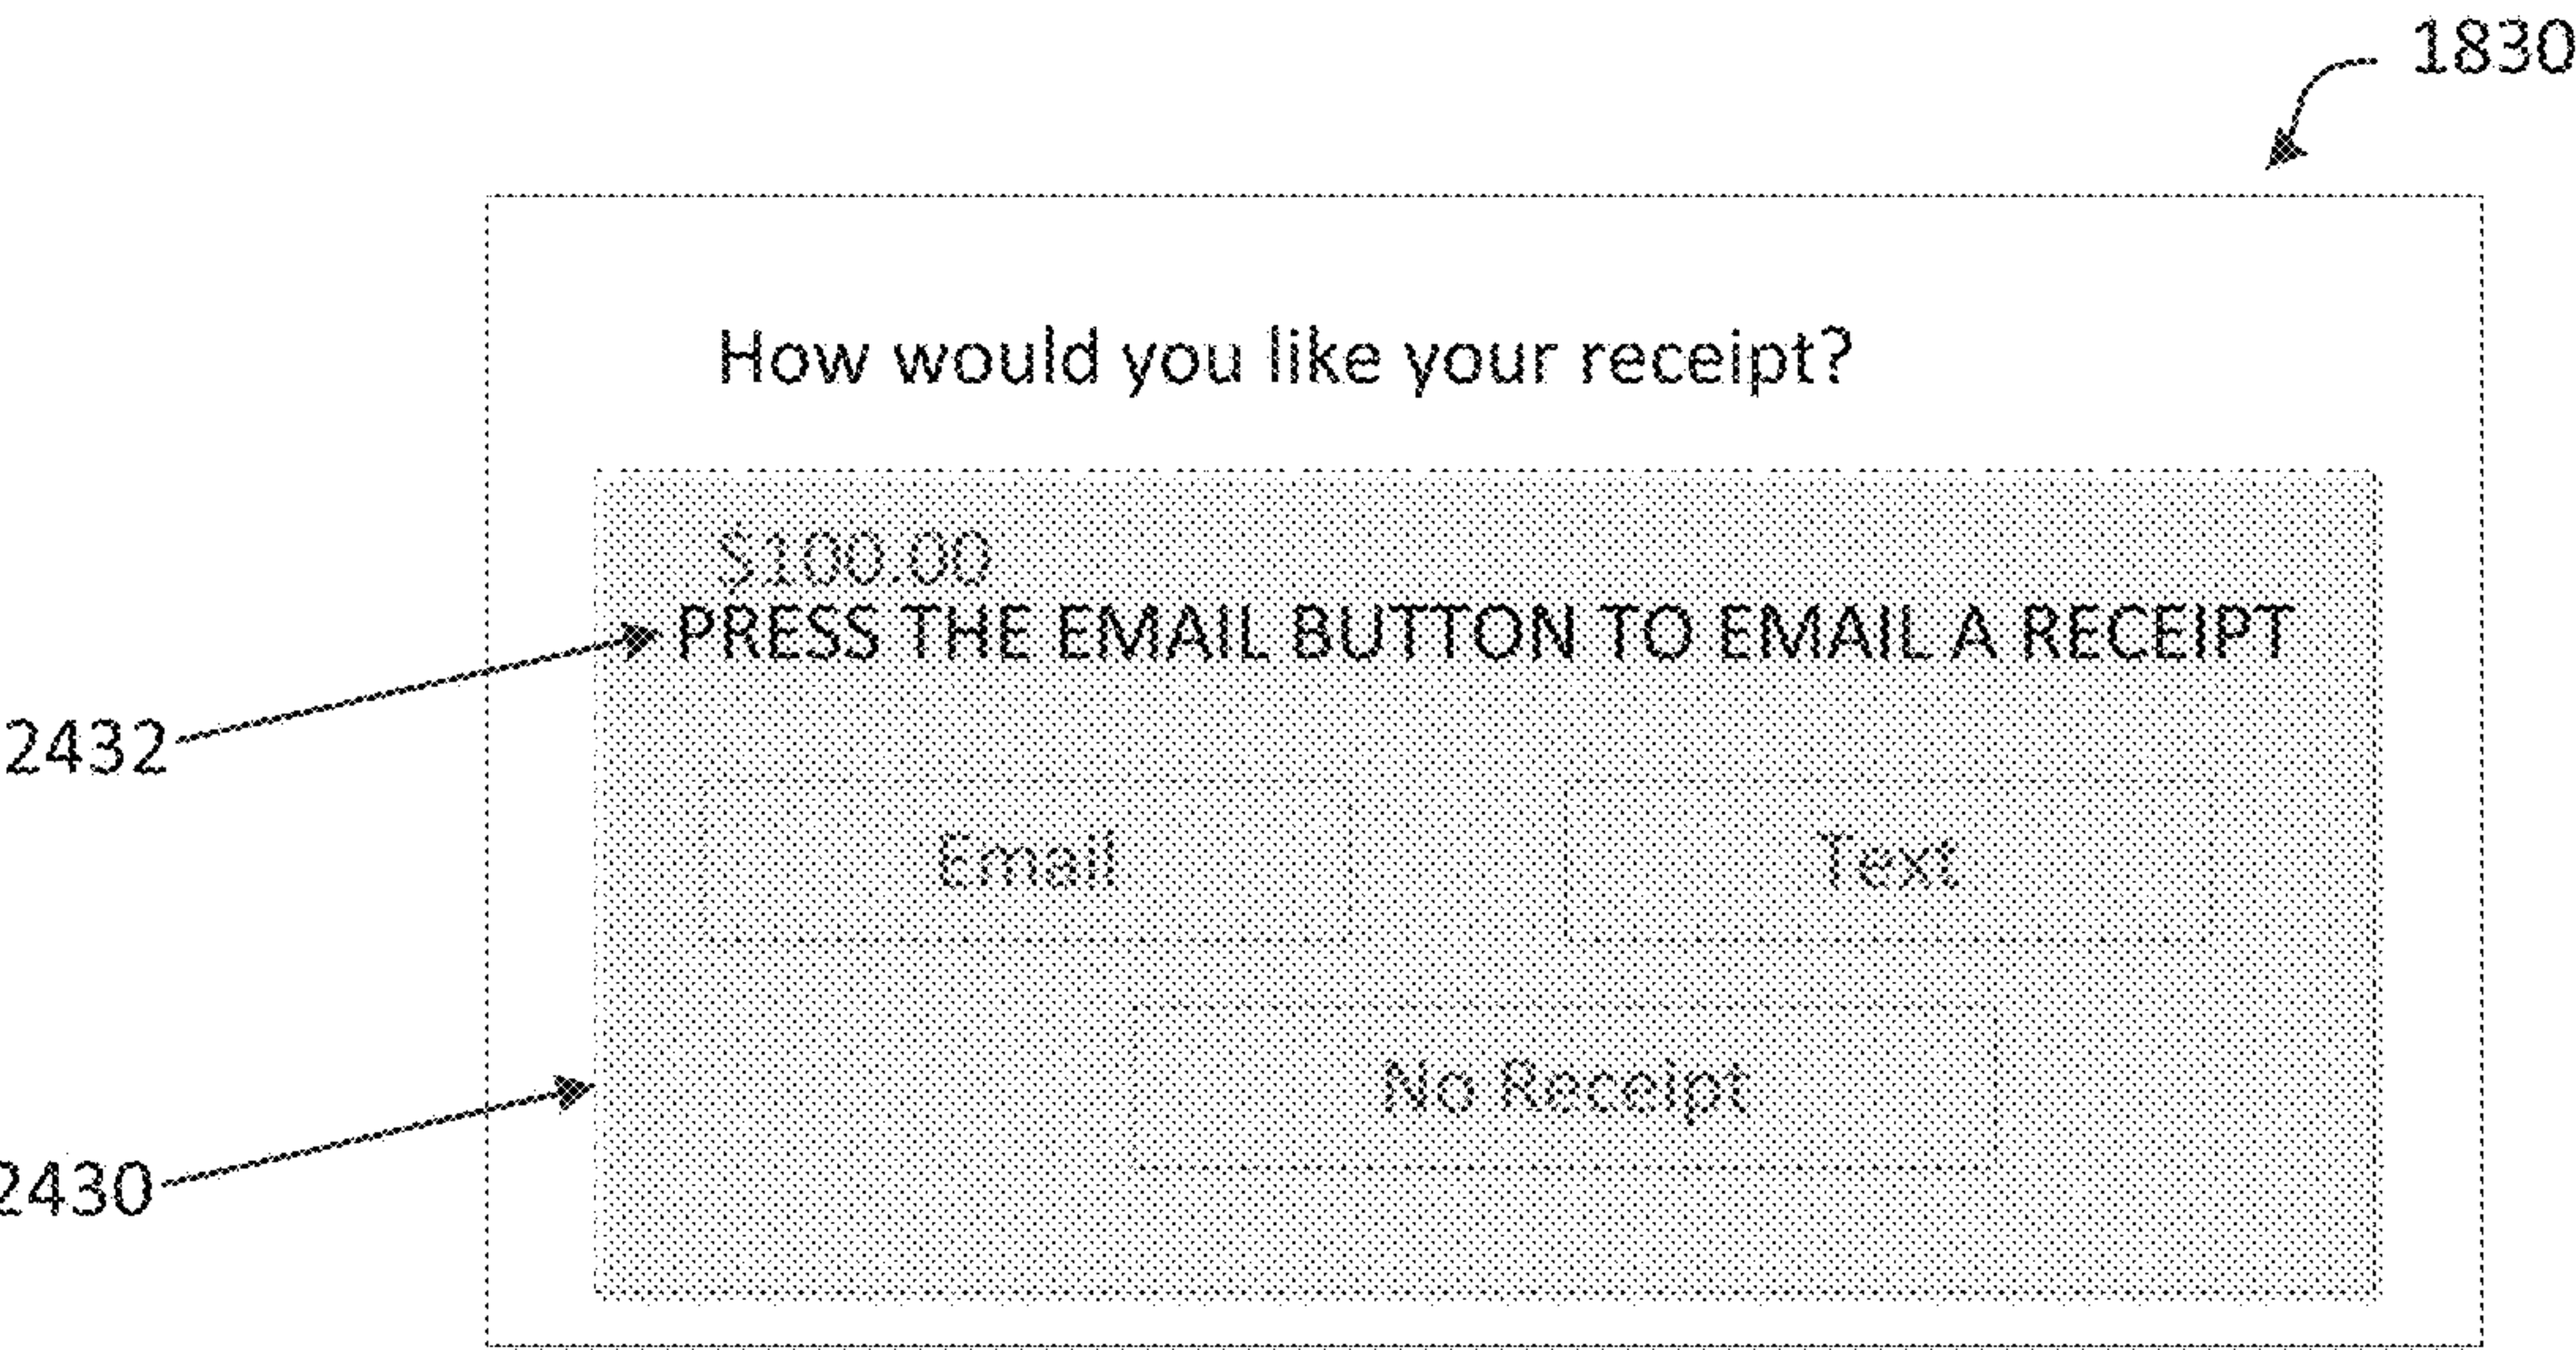 1830
How would you like your receipt?
$100.00
PRESS THE EMAIL BUTTON TO EMAIL A RECEIPT
2432
Email Text
No Receipt
2430